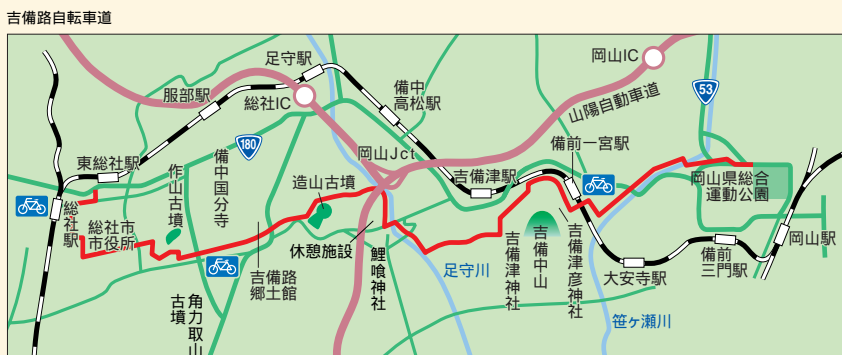 吉備路自転車道
足守駅
岡山IC
服部駅
総社IC
備中
高松駅
山陽自動車道
53
180
岡山Jct
備前一宮駅
東総社駅
作山古墳
備中国分寺
造山古墳
吉備津駅
岡山県総合
運動公園
総社駅
総社市
市役所
休憩施設
鯉喰神社
吉備路
郷土館
足守川
吉備津神社
吉備中山
吉備津彦神社
大安寺駅
備前
三門駅
岡山駅
角力取山
古墳
笹ヶ瀬川